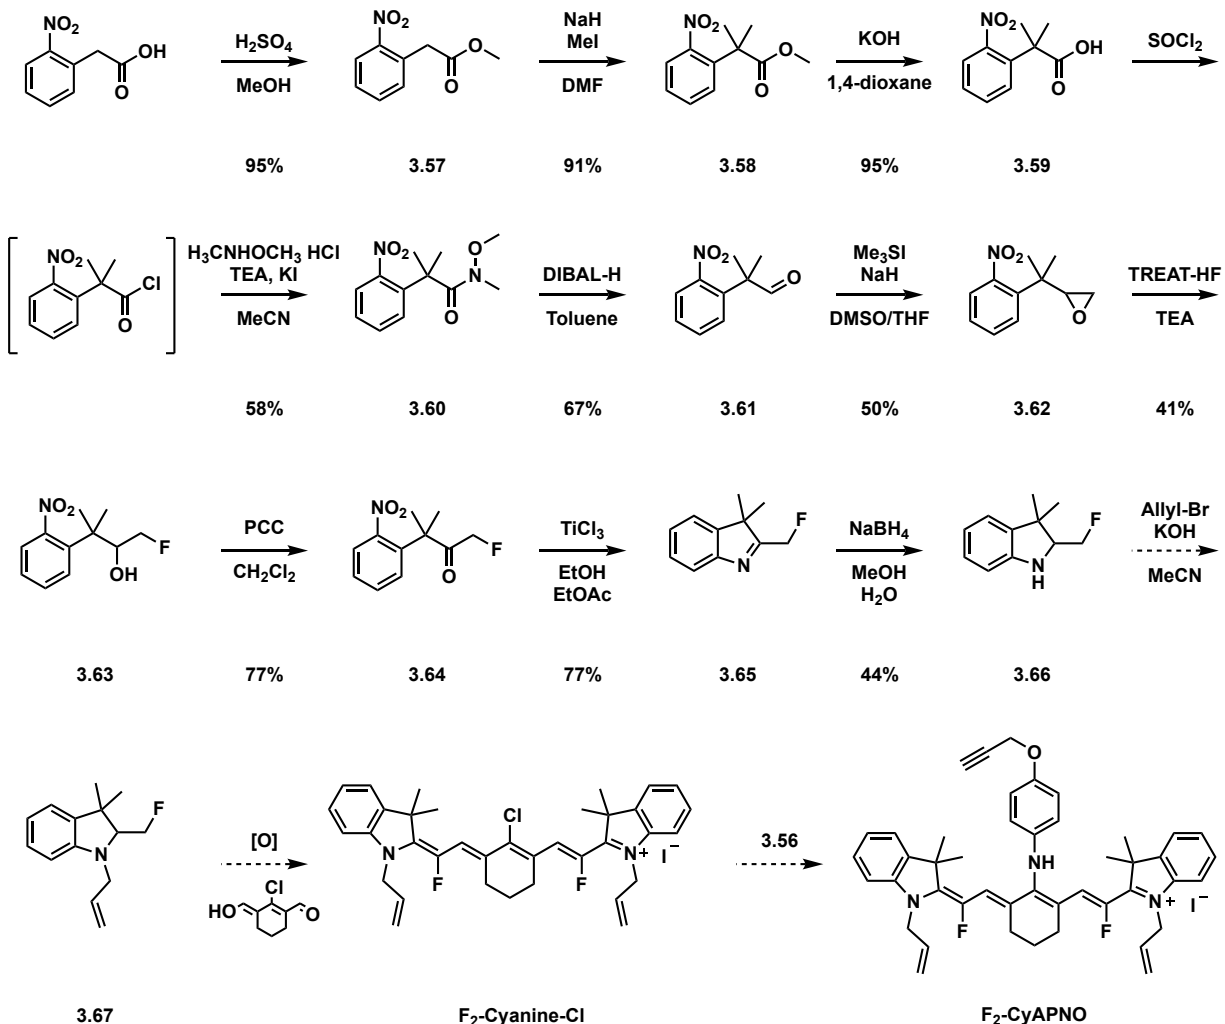 NO₂
OH
O
H₂SO₄
MeOH
NO₂
O
O
NaH
MeI
DMF
NO₂
O
O
KOH
1,4-dioxane
NO₂
OH
O
SOCl₂
95%
3.57
91%
3.58
95%
3.59
NO₂
Cl
O
H₃CNHOCH₃ HCl
TEA, KI
MeCN
NO₂
O
N
O
DIBAL-H
Toluene
NO₂
O
Me₃SI
NaH
DMSO/THF
NO₂
O
TREAT-HF
TEA
58%
3.60
67%
3.61
50%
3.62
41%
NO₂
F
OH
PCC
CH₂Cl₂
NO₂
F
O
TiCl₃
EtOH
EtOAc
F
N
NaBH₄
MeOH
H₂O
F
N
H
Allyl-Br
KOH
MeCN
3.63
77%
3.64
77%
3.65
44%
3.66
F
N
[O]
Cl
HO
O
Cl
N
F
F
N⁺
I⁻
3.56
O
NH
N
F
F
N⁺
I⁻
3.67
F₂-Cyanine-Cl
F₂-CyAPNO